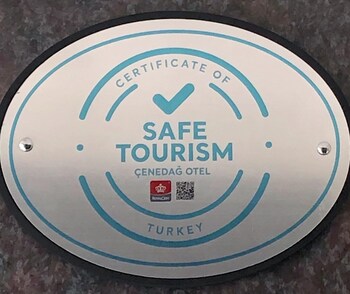 CERTIFICATE OF
SAFE
TOURISM
ÇENEDAĞ OTEL
TURKEY